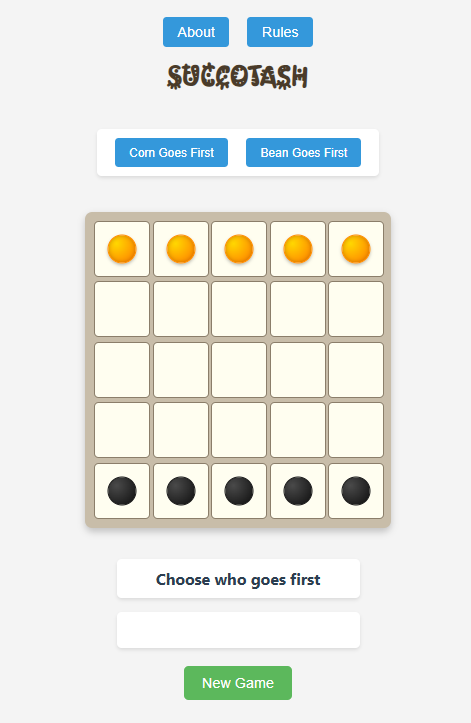 About Rules
SUCCOTASH
Corn Goes First Bean Goes First
Choose who goes first
New Game